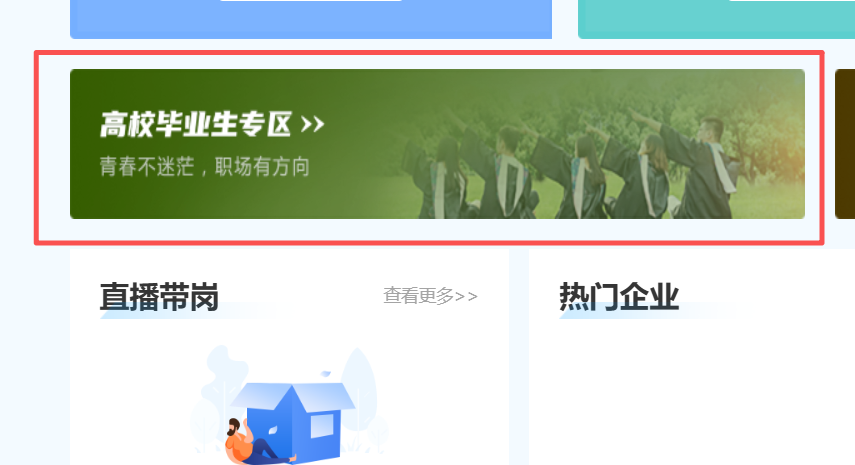 高校毕业生专区 >>
青春不迷茫，职场有方向
直播带岗
查看更多>>
热门企业